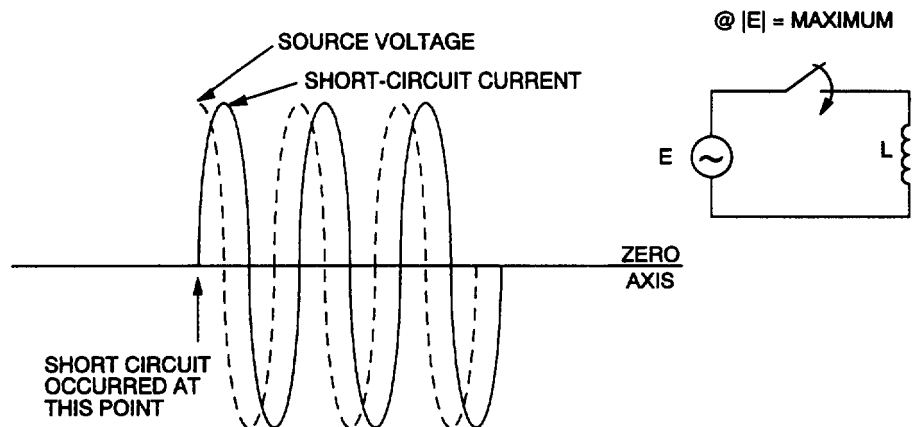 @ |E| = MAXIMUM
SOURCE VOLTAGE
SHORT-CIRCUIT CURRENT
E
~
L
ZERO
AXIS
SHORT CIRCUIT
OCCURRED AT
THIS POINT